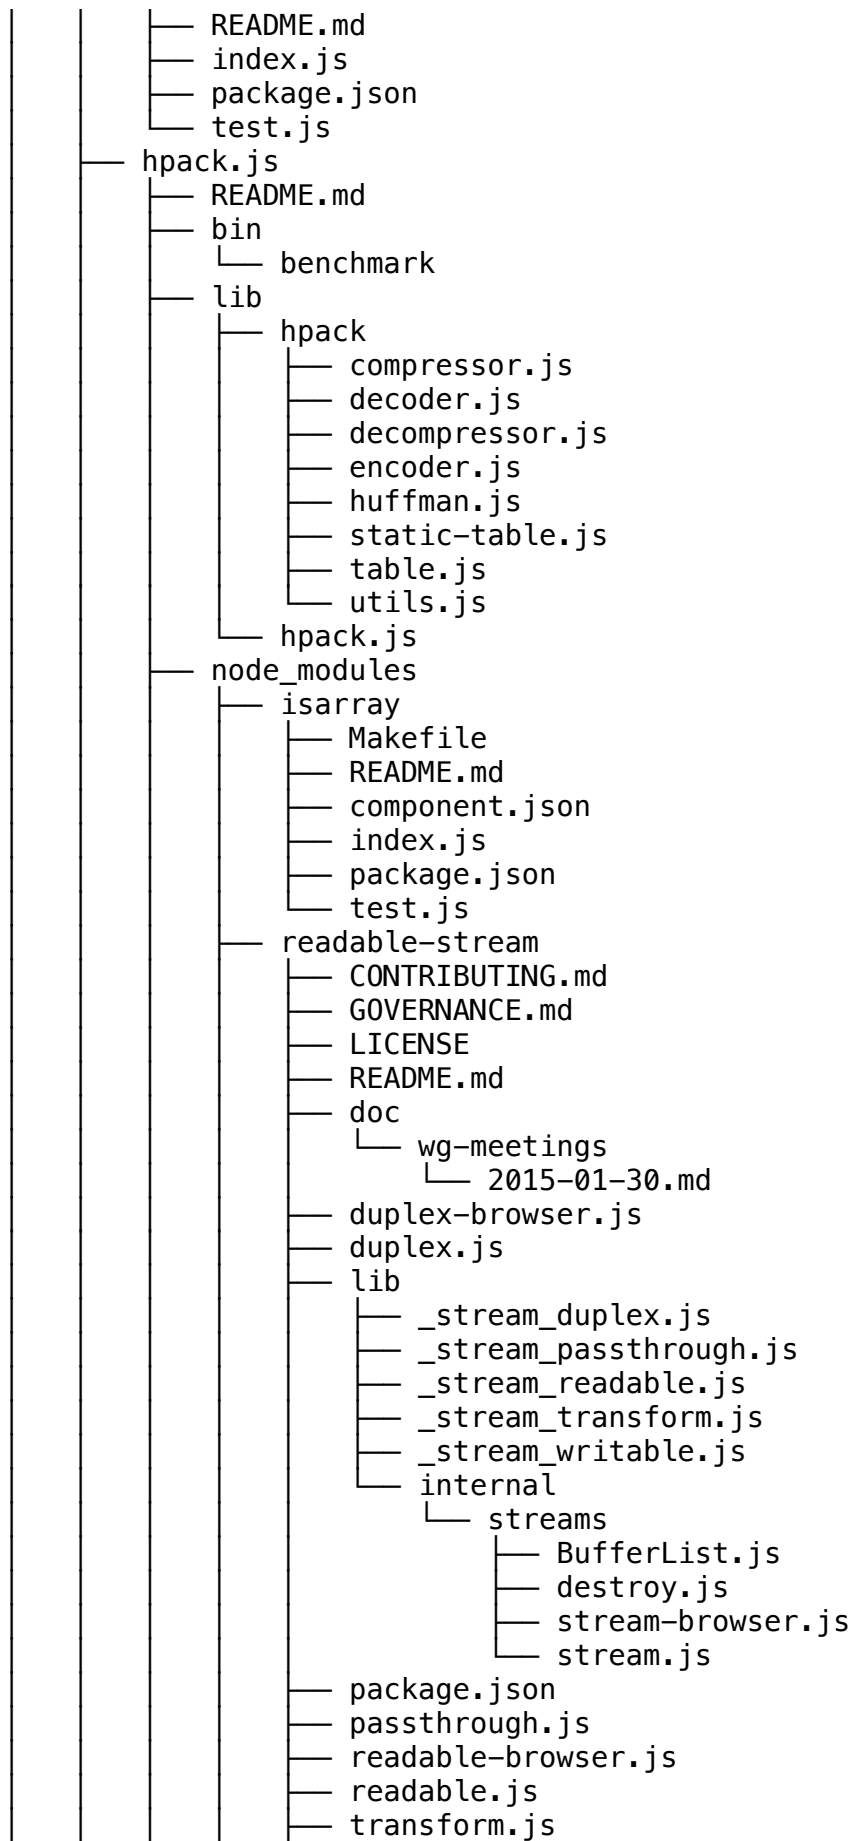 │   │   ├── README.md
│   │   ├── index.js
│   │   ├── package.json
│   │   └── test.js
│   ├── hpack.js
│   │   ├── README.md
│   │   ├── bin
│   │   │   └── benchmark
│   │   ├── lib
│   │   │   ├── hpack
│   │   │   │   ├── compressor.js
│   │   │   │   ├── decoder.js
│   │   │   │   ├── decompressor.js
│   │   │   │   ├── encoder.js
│   │   │   │   ├── huffman.js
│   │   │   │   ├── static-table.js
│   │   │   │   ├── table.js
│   │   │   │   └── utils.js
│   │   │   └── hpack.js
│   │   ├── node_modules
│   │   │   ├── isarray
│   │   │   │   ├── Makefile
│   │   │   │   ├── README.md
│   │   │   │   ├── component.json
│   │   │   │   ├── index.js
│   │   │   │   ├── package.json
│   │   │   │   └── test.js
│   │   │   ├── readable-stream
│   │   │   │   ├── CONTRIBUTING.md
│   │   │   │   ├── GOVERNANCE.md
│   │   │   │   ├── LICENSE
│   │   │   │   ├── README.md
│   │   │   │   ├── doc
│   │   │   │   │   └── wg-meetings
│   │   │   │   │       └── 2015-01-30.md
│   │   │   │   ├── duplex-browser.js
│   │   │   │   ├── duplex.js
│   │   │   │   ├── lib
│   │   │   │   │   ├── _stream_duplex.js
│   │   │   │   │   ├── _stream_passthrough.js
│   │   │   │   │   ├── _stream_readable.js
│   │   │   │   │   ├── _stream_transform.js
│   │   │   │   │   ├── _stream_writable.js
│   │   │   │   │   └── internal
│   │   │   │   │       └── streams
│   │   │   │   │           ├── BufferList.js
│   │   │   │   │           ├── destroy.js
│   │   │   │   │           ├── stream-browser.js
│   │   │   │   │           └── stream.js
│   │   │   │   ├── package.json
│   │   │   │   ├── passthrough.js
│   │   │   │   ├── readable-browser.js
│   │   │   │   ├── readable.js
│   │   │   │   ├── transform.js